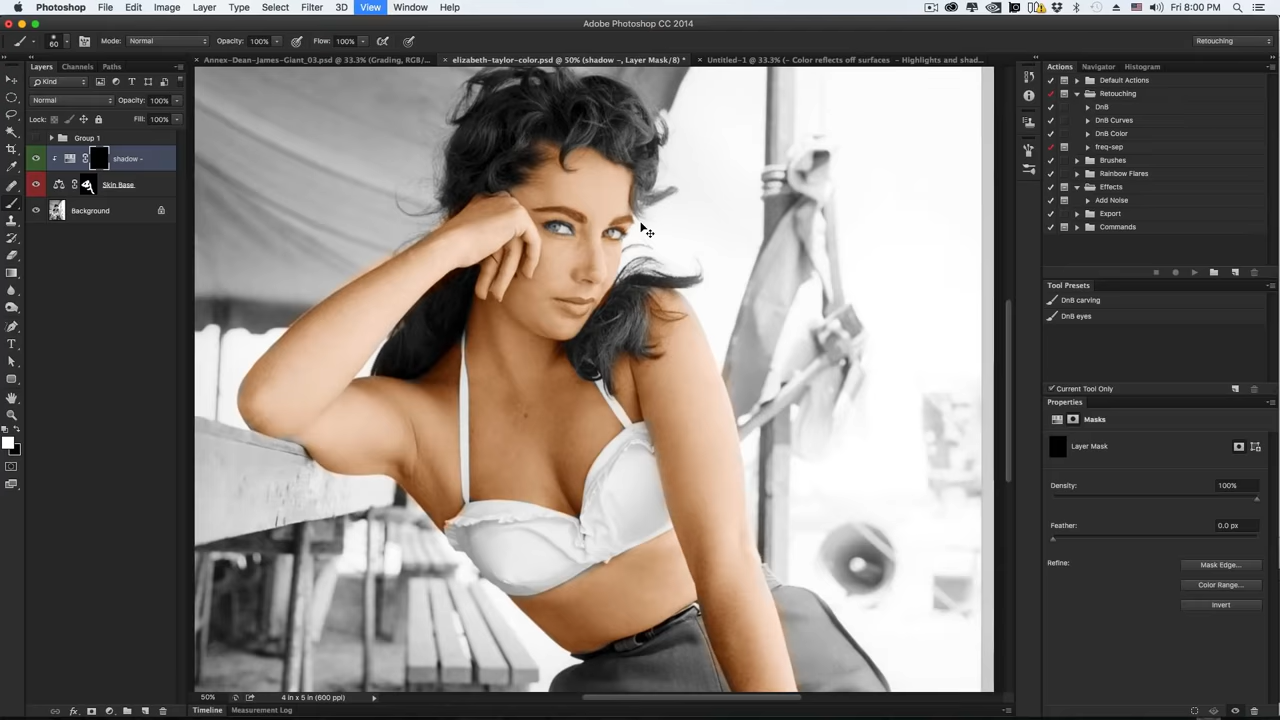 Photoshop File Edit Image Layer Type Select Filter 3D View Window Help Fri 8:00 PM
Adobe Photoshop CC 2014
60 Mode: Normal Opacity: 100% Flow: 100% Retouching
Layers Channels Paths
× Annex-Dean-James-Giant_03.psd @ 33.3% (Grading, RGB/... × elizabeth-taylor-color.psd @ 50% (shadow -, Layer Mask/8) * × Untitled-1 @ 33.3% (- Color reflects off surfaces - Highlights and shad...
Kind
Normal Opacity: 100%
Lock: Fill: 100%
Group 1
shadow -
Skin Base
Background
Actions Navigator Histogram
Default Actions
Retouching
DnB
DnB Curves
DnB Color
freq-sep
Brushes
Rainbow Flares
Effects
Add Noise
Export
Commands
Tool Presets
DnB carving
DnB eyes
Current Tool Only
Properties
Masks
Layer Mask
Density: 100%
Feather: 0.0 px
Refine: Mask Edge...
Color Range...
Invert
50% 4 in x 5 in (600 ppi)
Timeline Measurement Log